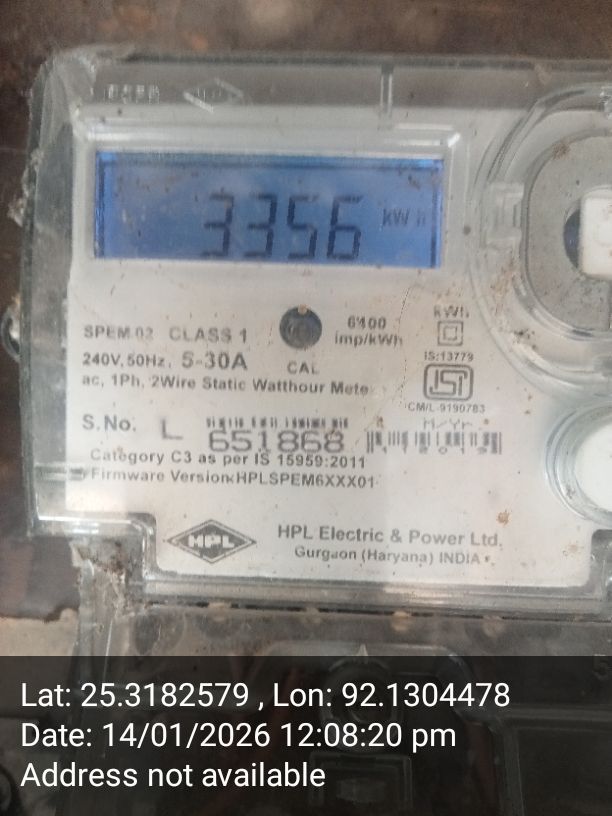 3356 kWh
SPEM 02 CLASS 1
6400 imp/kWh
kWh
240V, 50Hz, 5-30A
CAL
IS:13779
ac, 1Ph, 2Wire Static Watthour Mete
CM/L-9190783
S.No. L 651868
M/Yr
Category C3 as per IS 15959:2011
Firmware Version:HPLSPEM6XXX01
HPL
HPL Electric & Power Ltd.
Gurgaon (Haryana) INDIA
Lat: 25.3182579 , Lon: 92.1304478
Date: 14/01/2026 12:08:20 pm
Address not available